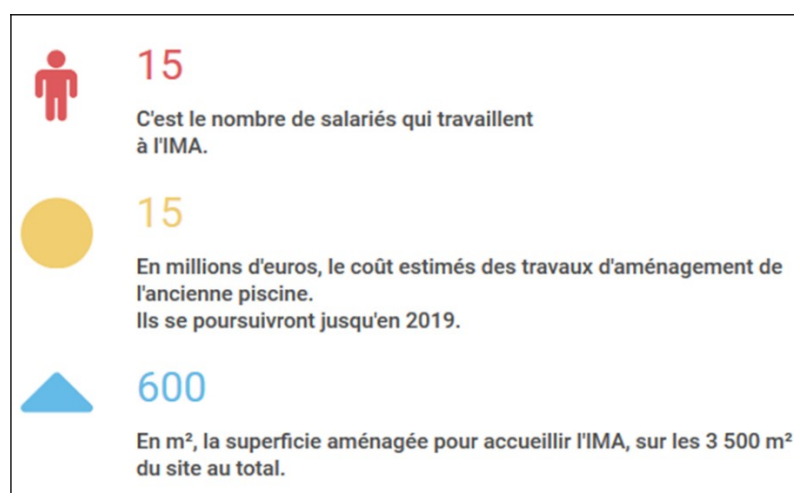 15
C'est le nombre de salariés qui travaillent
à l'IMA.
15
En millions d'euros, le coût estimés des travaux d'aménagement de
l'ancienne piscine.
Ils se poursuivront jusqu'en 2019.
600
En m², la superficie aménagée pour accueillir l'IMA, sur les 3 500 m²
du site au total.